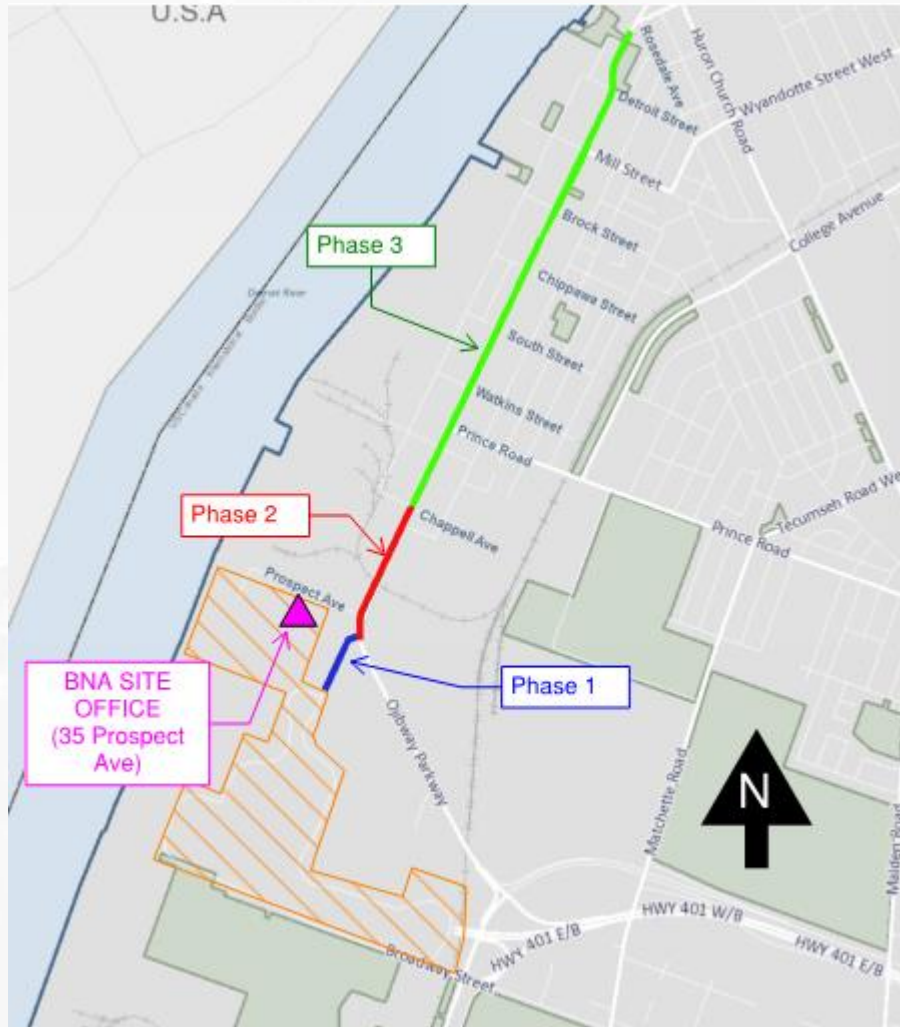 U.S.A
Rosedale Ave
Huron Church Road
Wyandotte Street West
Detroit Street
Mill Street
Brock Street
College Avenue
Phase 3
Chippawa Street
Detroit River
South Street
Watkins Street
Prince Road
Phase 2
Chappell Ave
Prince Road
Tecumseh Road We
Prospect Ave
BNA SITE
OFFICE
(35 Prospect
Ave)
Phase 1
Ojibway Parkway
Matchette Road
N
Malden Road
HWY 401 W/B
HWY 401 E/B
HWY 401 E/B
Broadway Street